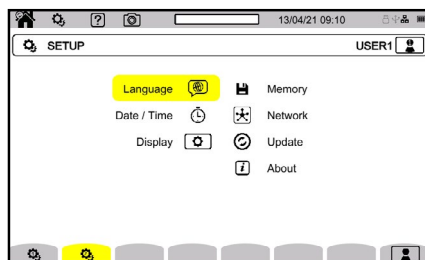 13/04/21 09:10
SETUP
USER1
Language
Memory
Date / Time
Network
Display
Update
About